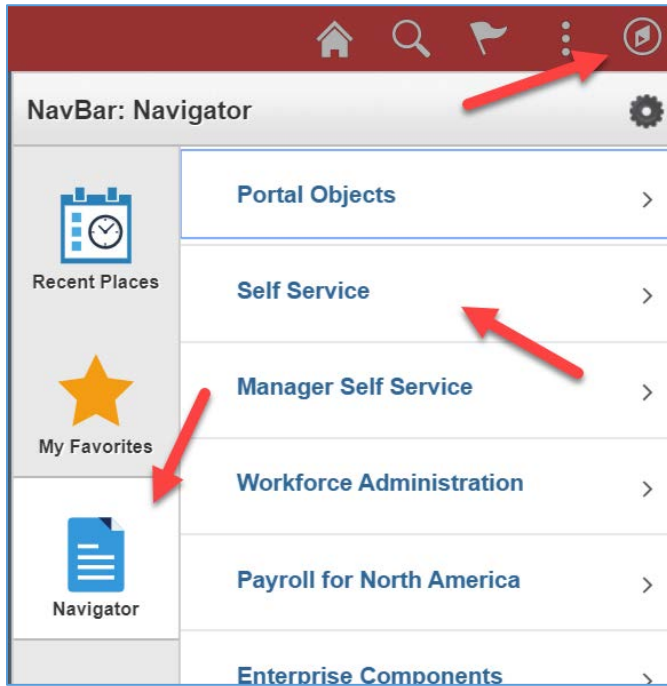 NavBar: Navigator
Recent Places
My Favorites
Navigator
Portal Objects
Self Service
Manager Self Service
Workforce Administration
Payroll for North America
Enterprise Components